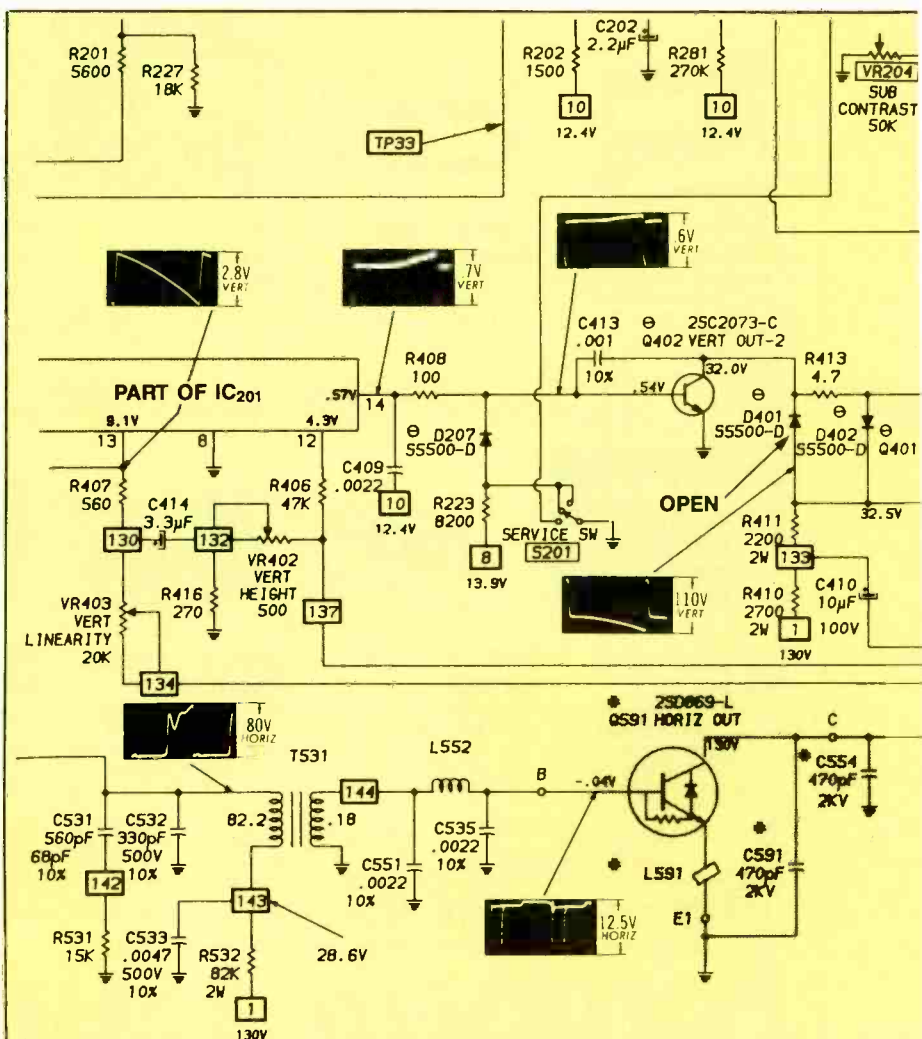 R201
5600
R227
18K
TP33
R202
1500
10
12.4V
C202
2.2µF
R281
270K
10
12.4V
VR204
SUB
CONTRAST
50K
2.8V
VERT
.7V
VERT
.6V
VERT
PART OF IC201
9.1V
13
8
4.3V
12
.57V
14
R408
100
C413
.001
10%
⊖
2SC2073-C
Q402 VERT OUT-2
32.0V
.54V
R413
4.7
⊖
D401
SS500-D
⊖
D402
SS500-D
⊖
Q401
OPEN
32.5V
R407
560
C414
3.3µF
130
132
R406
47K
⊖
D207
SS500-D
C409
.0022
10
12.4V
R223
8200
8
13.9V
SERVICE SW
S201
R411
2200
2W
133
R410
2700
2W
1
130V
C410
10µF
100V
110V
VERT
R416
270
VR402
VERT
HEIGHT
500
137
VR403
VERT
LINEARITY
20K
134
80V
HORIZ
T531
82.2
.18
144
L552
B
-.04V
2SD869-L
Q591 HORIZ OUT
130V
C
C554
470pF
2KV
C531
560pF
68pF
10%
142
R531
15K
C532
330pF
500V
10%
C533
.0047
500V
10%
143
R532
82K
2W
1
130V
28.6V
C551
.0022
10%
C535
.0022
10%
12.5V
HORIZ
L591
E1
C591
470pF
2KV